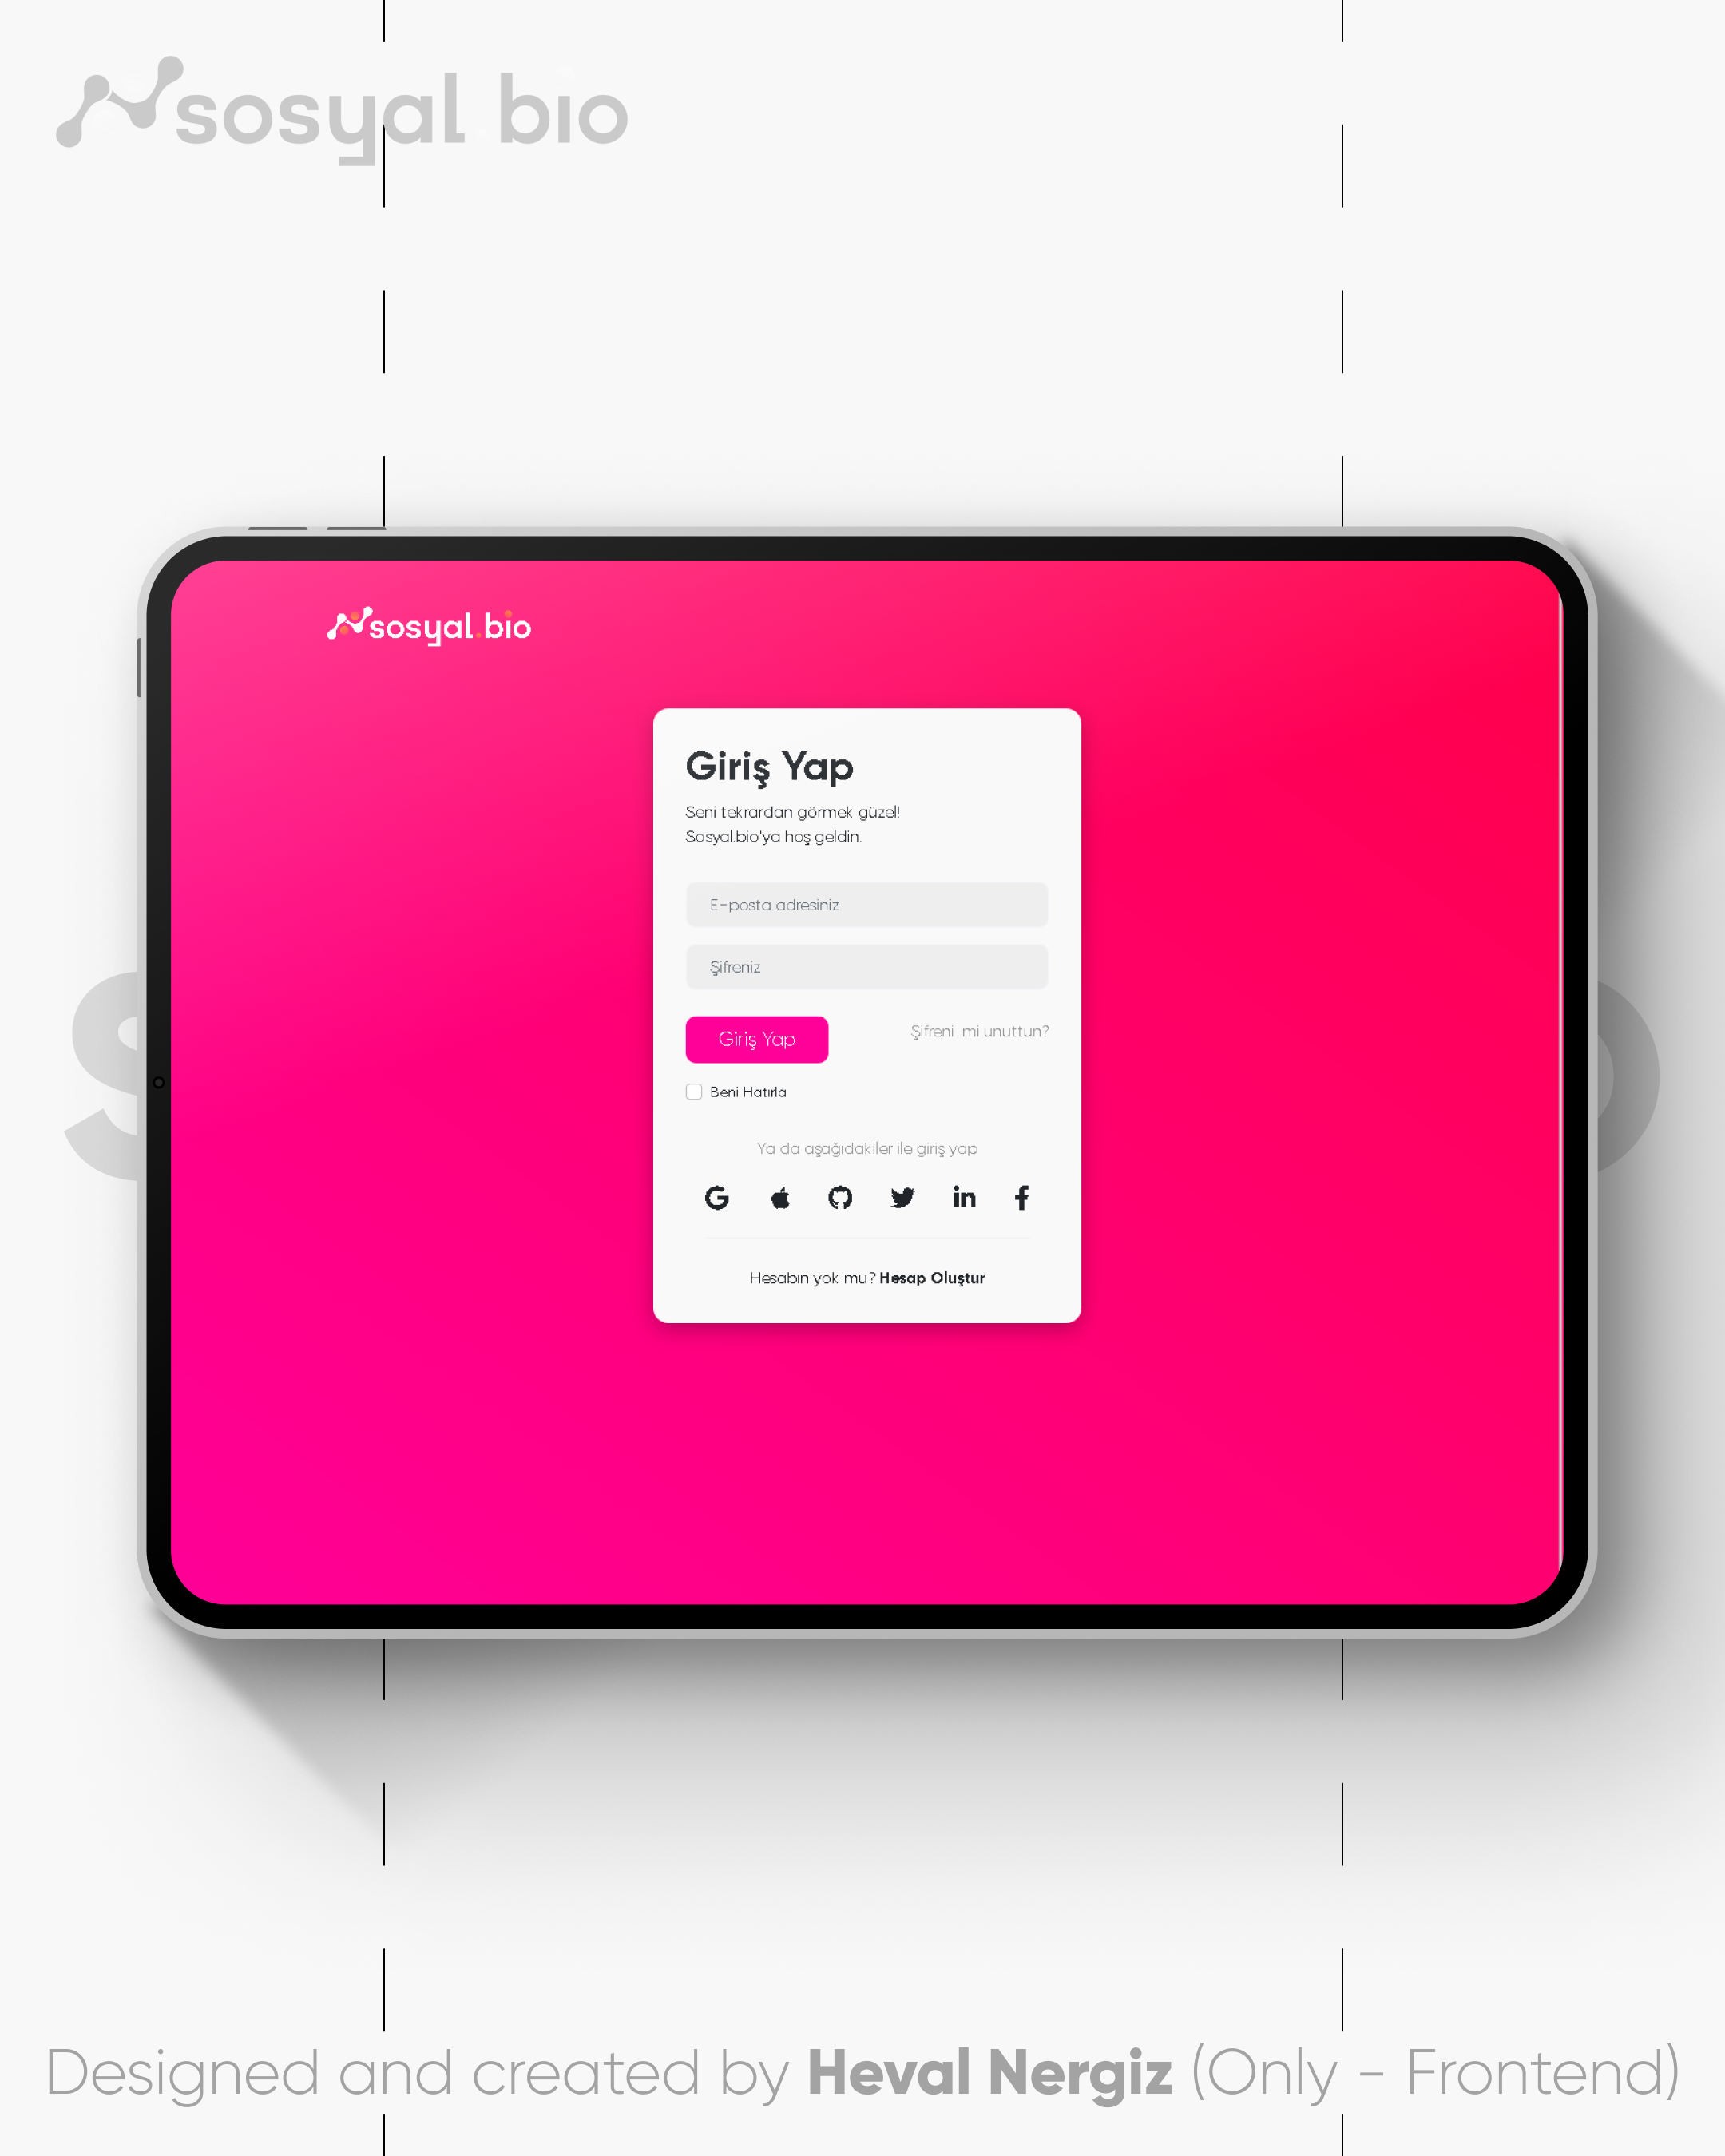 sosyal.bio
sosyal.bio
Giriş Yap
Seni tekrardan görmek güzel!
Sosyal.bio'ya hoş geldin.
E-posta adresiniz
Şifreniz
Giriş Yap
Şifreni mi unuttun?
Beni Hatırla
Ya da aşağıdakiler ile giriş yap
Hesabın yok mu? Hesap Oluştur
Designed and created by Heval Nergiz (Only - Frontend)